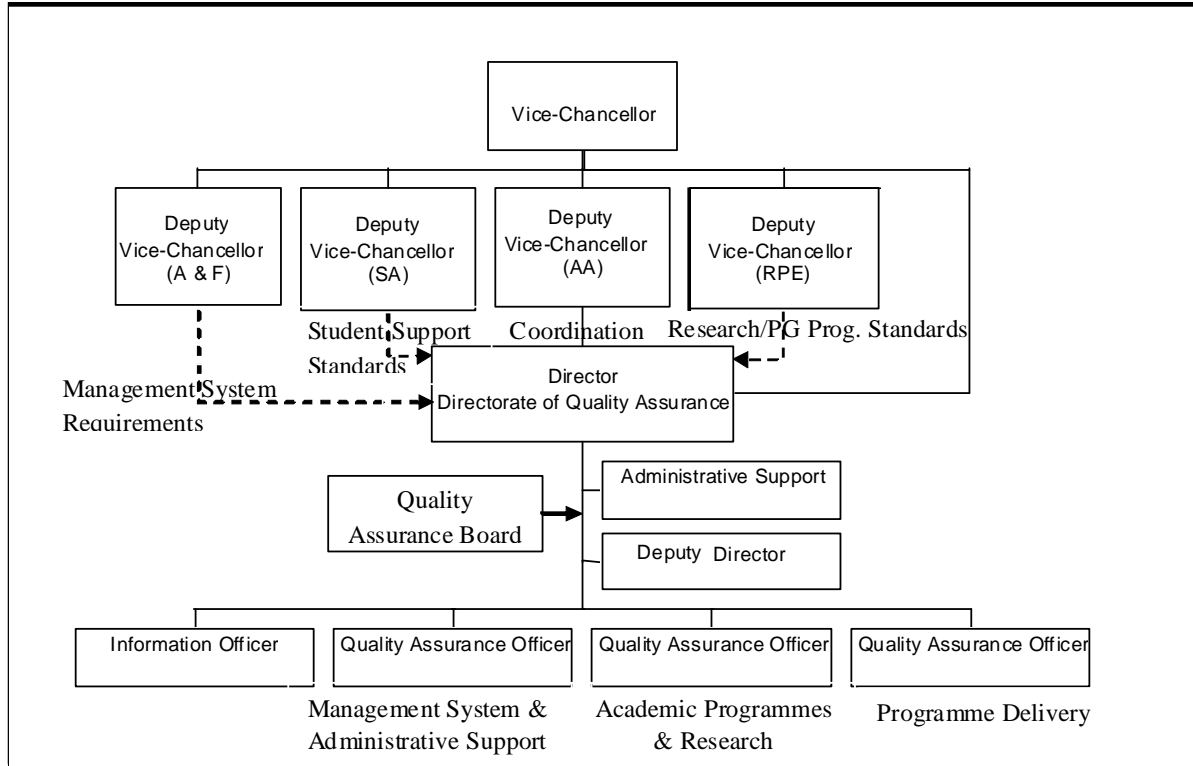 Vice-Chancellor
Deputy
Vice-Chancellor
(A & F)
Deputy
Vice-Chancellor
(SA)
Deputy
Vice-Chancellor
(AA)
Deputy
Vice-Chancellor
(RPE)
Student Support
Standards
Coordination
Research/PG Prog. Standards
Management System
Requirements
Director
Directorate of Quality Assurance
Administrative Support
Quality
Assurance Board
Deputy Director
Information Officer
Quality Assurance Officer
Quality Assurance Officer
Quality Assurance Officer
Management System &
Administrative Support
Academic Programmes
& Research
Programme Delivery